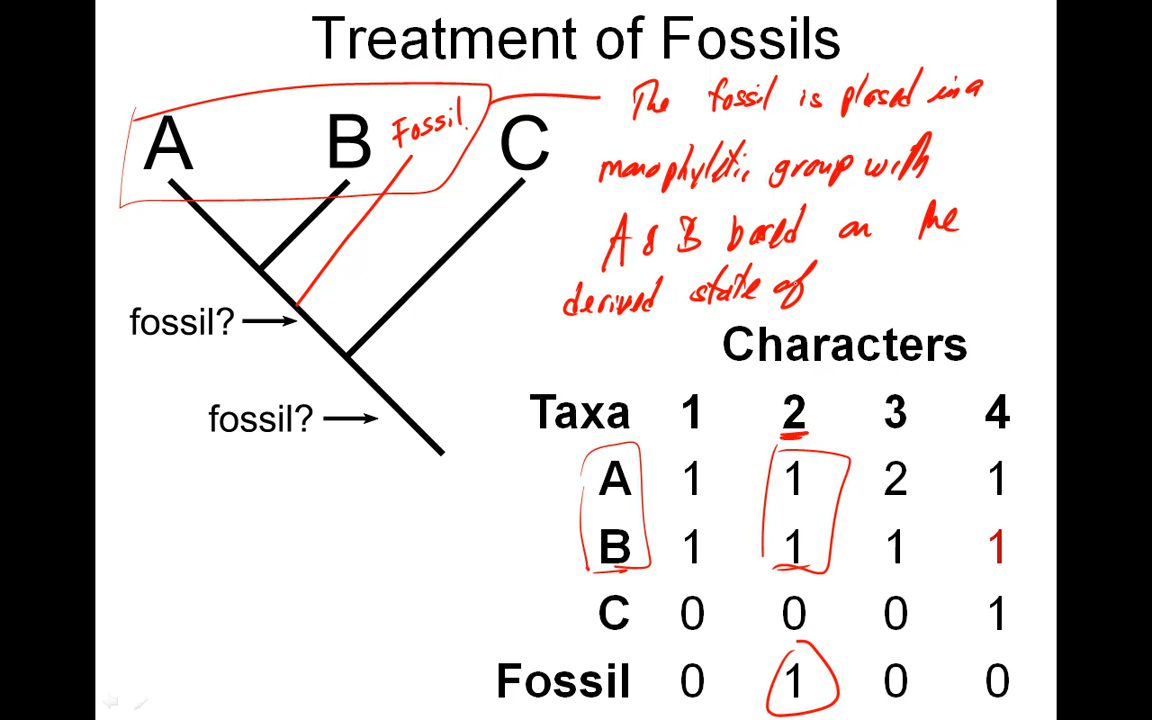 Treatment of Fossils
A B Fossil. C
The fossil is plased in a
monophyletic group with
A & B based on the
derived state of
fossil?
fossil?
Characters
Taxa 1 2 3 4
A 1 1 2 1
B 1 1 1 1
C 0 0 0 1
Fossil 0 1 0 0